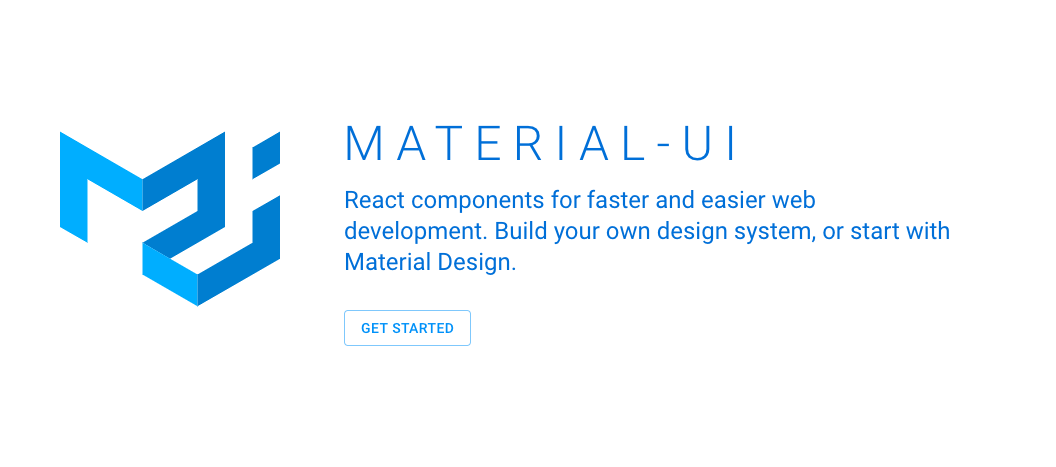 MATERIAL-UI
React components for faster and easier web
development. Build your own design system, or start with
Material Design.
GET STARTED